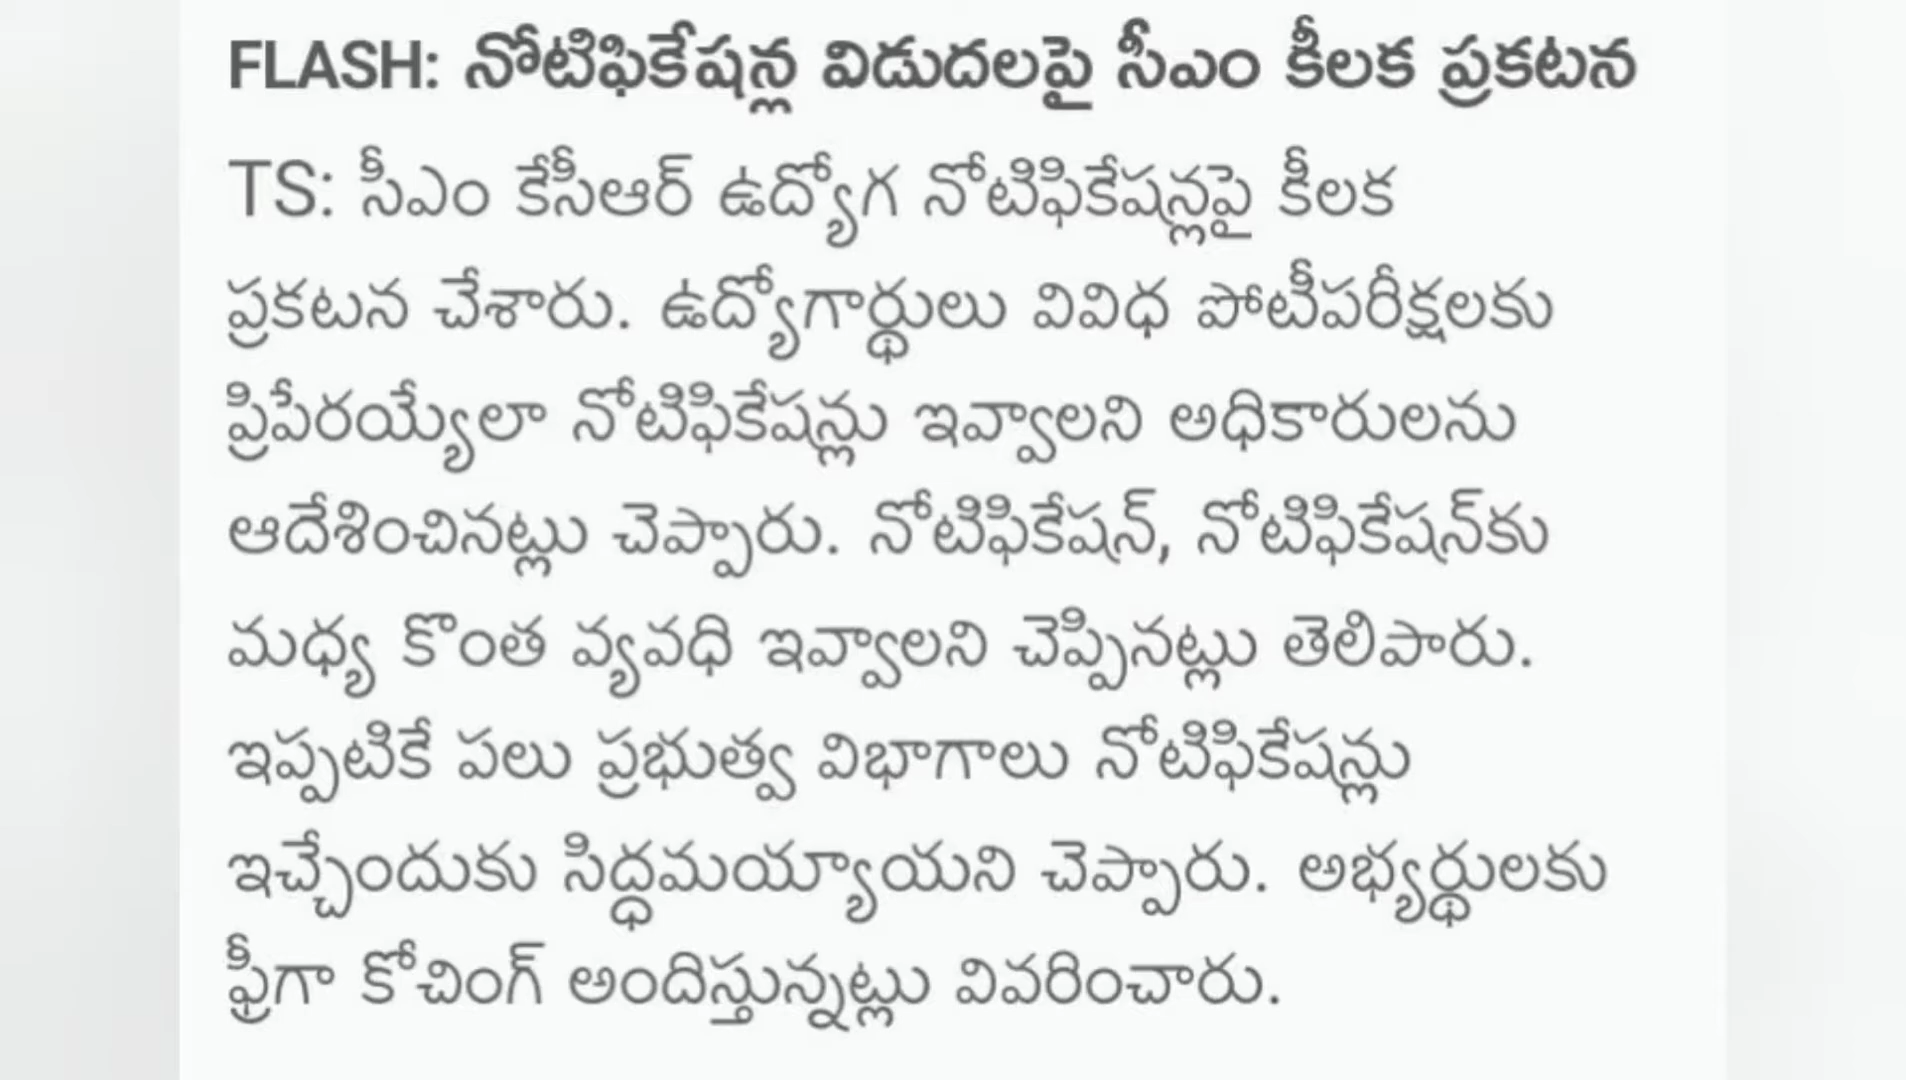 FLASH: నోటిఫికేషన్ల విడుదలపై సీఎం కీలక ప్రకటన
TS: సీఎం కేసీఆర్ ఉద్యోగ నోటిఫికేషన్లపై కీలక
ప్రకటన చేశారు. ఉద్యోగార్థులు వివిధ పోటీపరీక్షలకు
ప్రిపేరయ్యేలా నోటిఫికేషన్లు ఇవ్వాలని అధికారులను
ఆదేశించినట్లు చెప్పారు. నోటిఫికేషన్, నోటిఫికేషన్‌కు
మధ్య కొంత వ్యవధి ఇవ్వాలని చెప్పినట్లు తెలిపారు.
ఇప్పటికే పలు ప్రభుత్వ విభాగాలు నోటిఫికేషన్లు
ఇచ్చేందుకు సిద్ధమయ్యాయని చెప్పారు. అభ్యర్థులకు
ఫ్రీగా కోచింగ్ అందిస్తున్నట్లు వివరించారు.